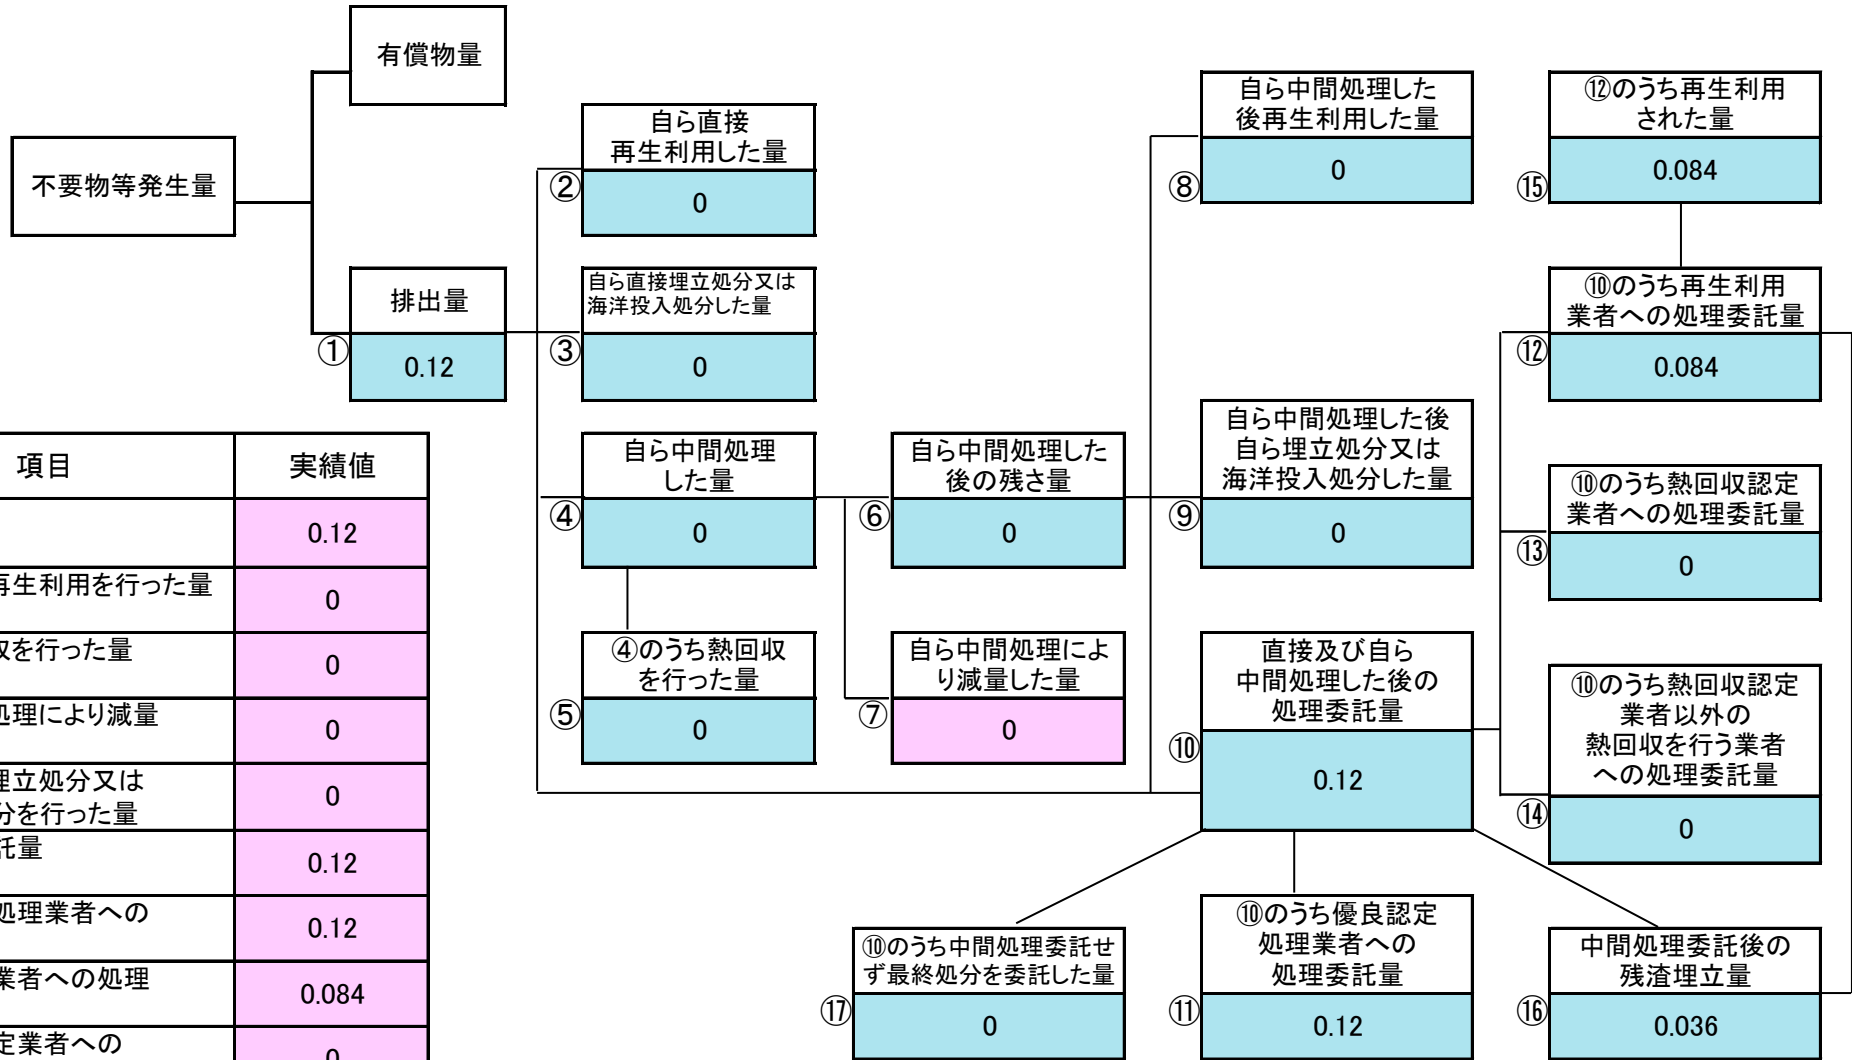 有償物量
不要物等発生量
排出量
①
0.12
自ら直接
再生利用した量
②
0
自ら直接埋立処分又は
海洋投入処分した量
③
0
自ら中間処理
した量
④
0
④のうち熱回収
を行った量
⑤
0
自ら中間処理した
後の残さ量
⑥
0
自ら中間処理によ
り減量した量
⑦
0
自ら中間処理した
後再生利用した量
⑧
0
自ら中間処理した後
自ら埋立処分又は
海洋投入処分した量
⑨
0
直接及び自ら
中間処理した後の
処理委託量
⑩
0.12
⑫のうち再生利用
された量
⑮
0.084
⑩のうち再生利用
業者への処理委託量
⑫
0.084
⑩のうち熱回収認定
業者への処理委託量
⑬
0
⑩のうち熱回収認定
業者以外の
熱回収を行う業者
への処理委託量
⑭
0
⑩のうち中間処理委託せ
ず最終処分を委託した量
⑰
0
⑩のうち優良認定
処理業者への
処理委託量
⑪
0.12
中間処理委託後の
残渣埋立量
⑯
0.036
項目 実績値
0.12
再生利用を行った量 0
を行った量 0
処理により減量 0
埋立処分又は
分を行った量 0
託量 0.12
処理業者への 0.12
業者への処理 0.084
定業者への 0